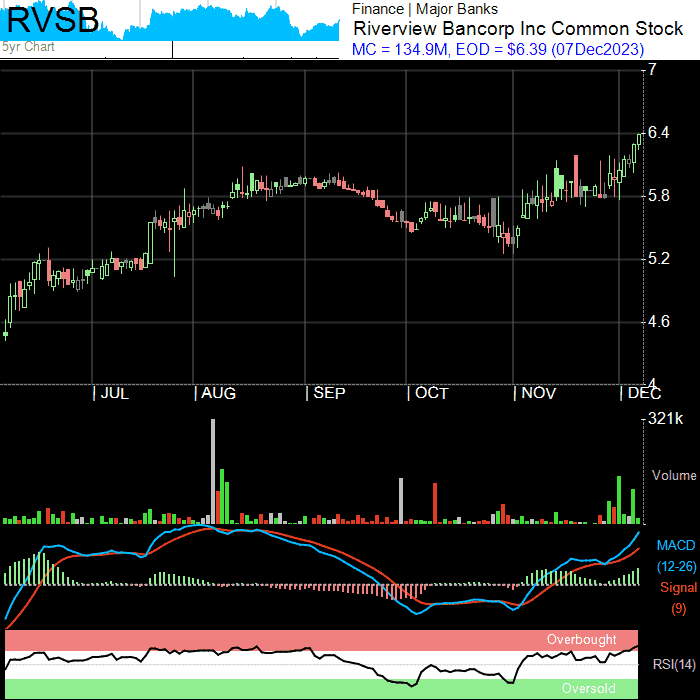 RVSB
5yr Chart
Finance | Major Banks
Riverview Bancorp Inc Common Stock
MC = 134.9M, EOD = $6.39 (07Dec2023)
7
6.4
5.8
5.2
4.6
4
| JUL | AUG | SEP | OCT | NOV | DEC
321k
Volume
MACD
(12-26)
Signal
(9)
Overbought
RSI(14)
Oversold